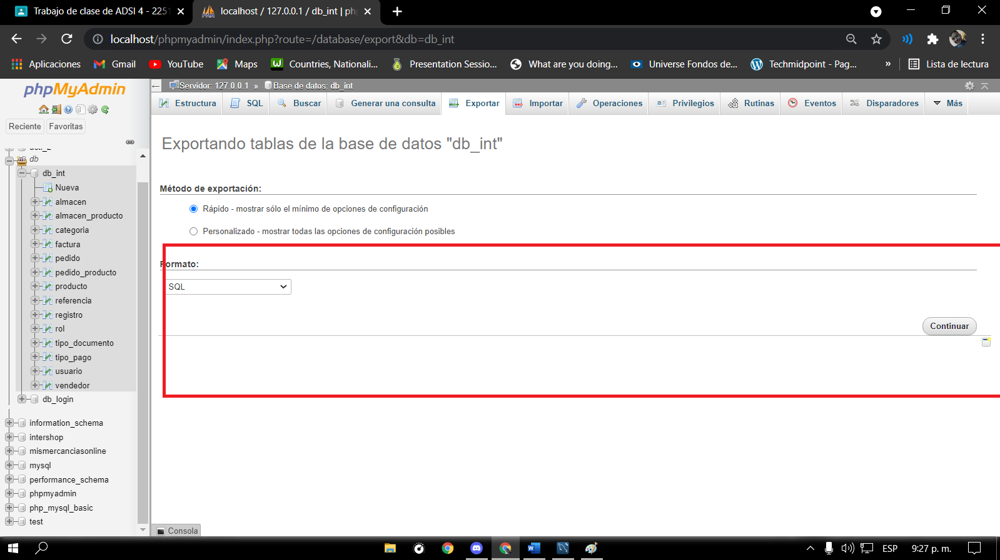 Trabajo de clase de ADSI 4 - 2251
localhost / 127.0.0.1 / db_int | ph
localhost/phpmyadmin/index.php?route=/database/export&db=db_int
Aplicaciones
Gmail
YouTube
Maps
Countries, Nationali...
Presentation Sessio...
What are you doing...
Universe Fondos de...
Techmidpoint - Pag...
»
Lista de lectura
phpMyAdmin
Reciente
Favoritas
db
db_int
Nueva
almacen
almacen_producto
categoria
factura
pedido
pedido_producto
producto
referencia
registro
rol
tipo_documento
tipo_pago
usuario
vendedor
db_login
information_schema
intershop
mismercanciasonline
mysql
performance_schema
phpmyadmin
php_mysql_basic
test
Servidor: 127.0.0.1 » Base de datos: db_int
Estructura
SQL
Buscar
Generar una consulta
Exportar
Importar
Operaciones
Privilegios
Rutinas
Eventos
Disparadores
Más
Exportando tablas de la base de datos "db_int"
Método de exportación:
Rápido - mostrar sólo el mínimo de opciones de configuración
Personalizado - mostrar todas las opciones de configuración posibles
Formato:
SQL
Continuar
Consola
ESP
9:27 p. m.